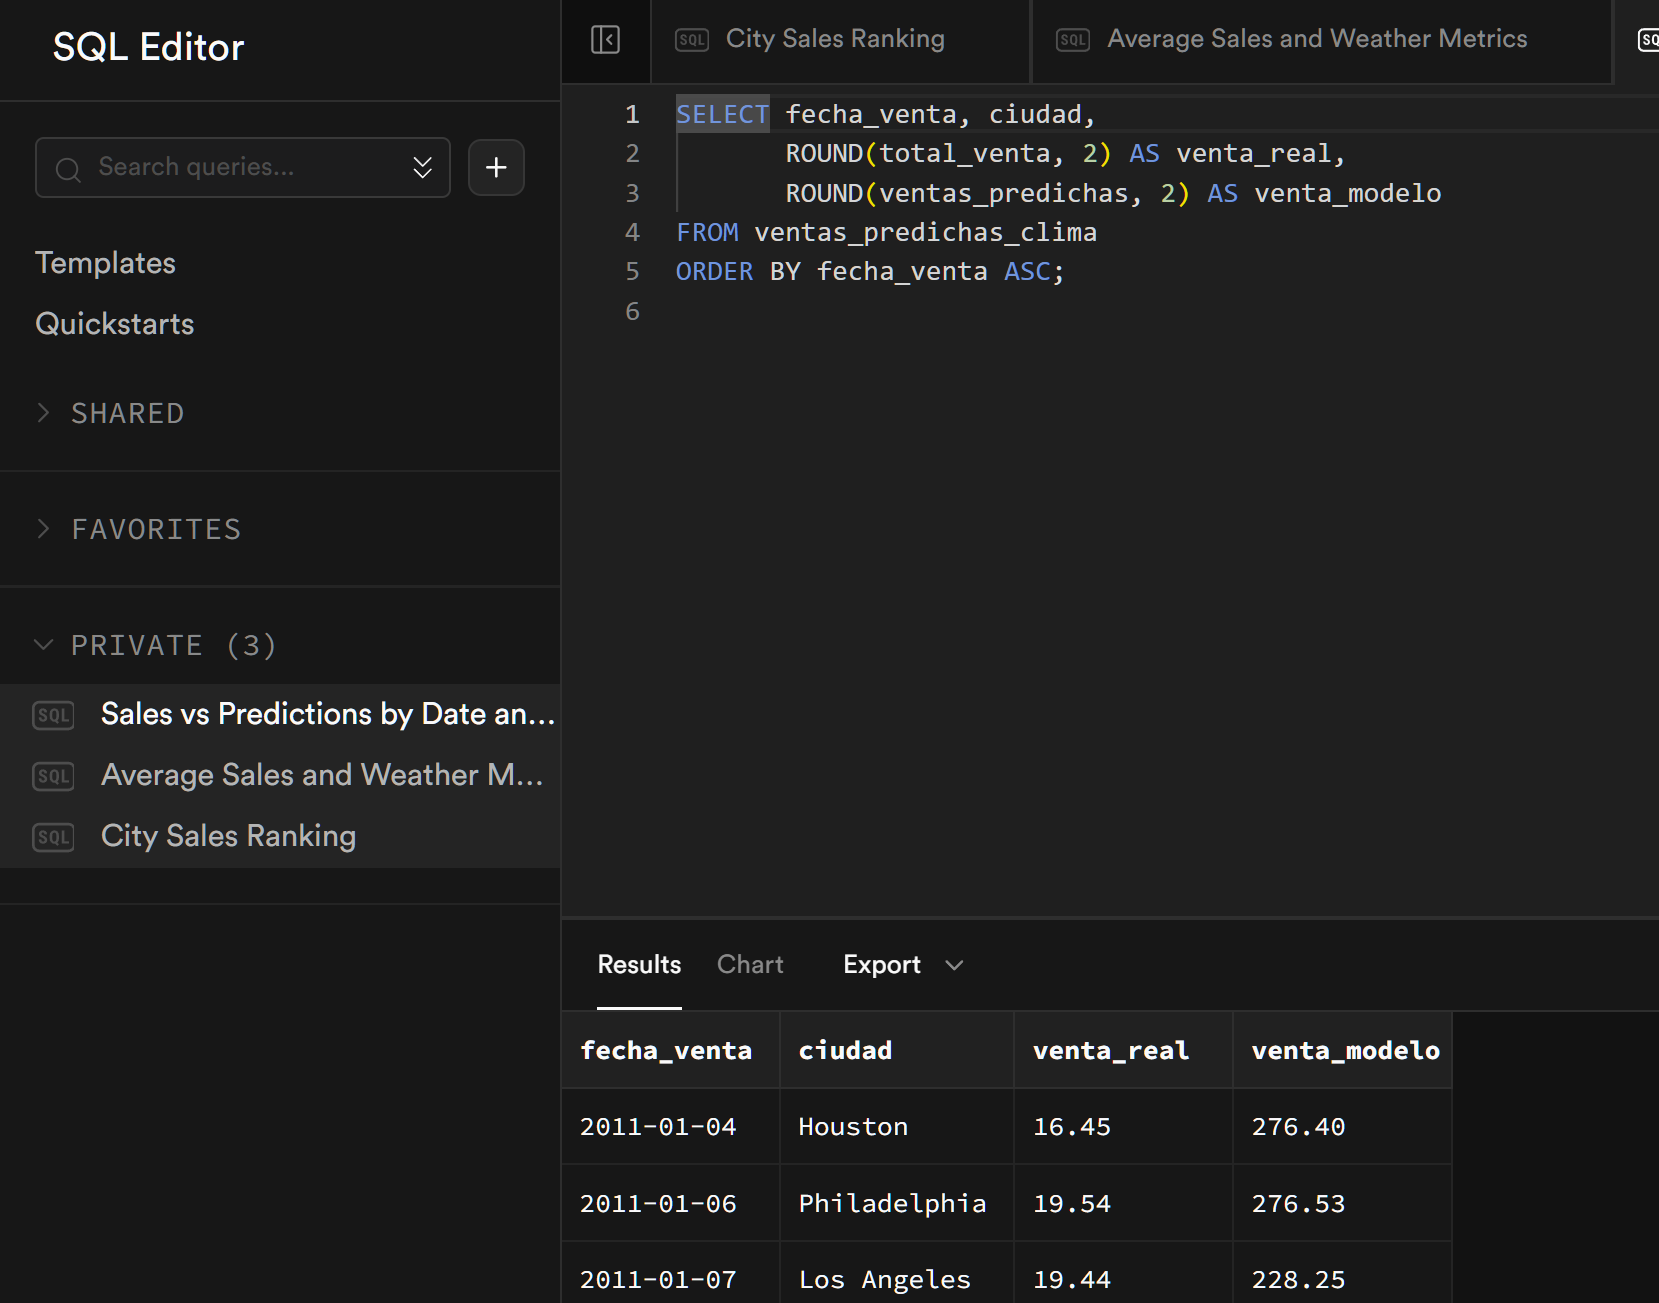 SQL Editor
Search queries...
Templates
Quickstarts
SHARED
FAVORITES
PRIVATE (3)
SQL Sales vs Predictions by Date an...
SQL Average Sales and Weather M...
SQL City Sales Ranking
SQL City Sales Ranking
SQL Average Sales and Weather Metrics
1 SELECT fecha_venta, ciudad,
2 ROUND(total_venta, 2) AS venta_real,
3 ROUND(ventas_predichas, 2) AS venta_modelo
4 FROM ventas_predichas_clima
5 ORDER BY fecha_venta ASC;
6
Results Chart Export
fecha_venta ciudad venta_real venta_modelo
2011-01-04 Houston 16.45 276.40
2011-01-06 Philadelphia 19.54 276.53
2011-01-07 Los Angeles 19.44 228.25